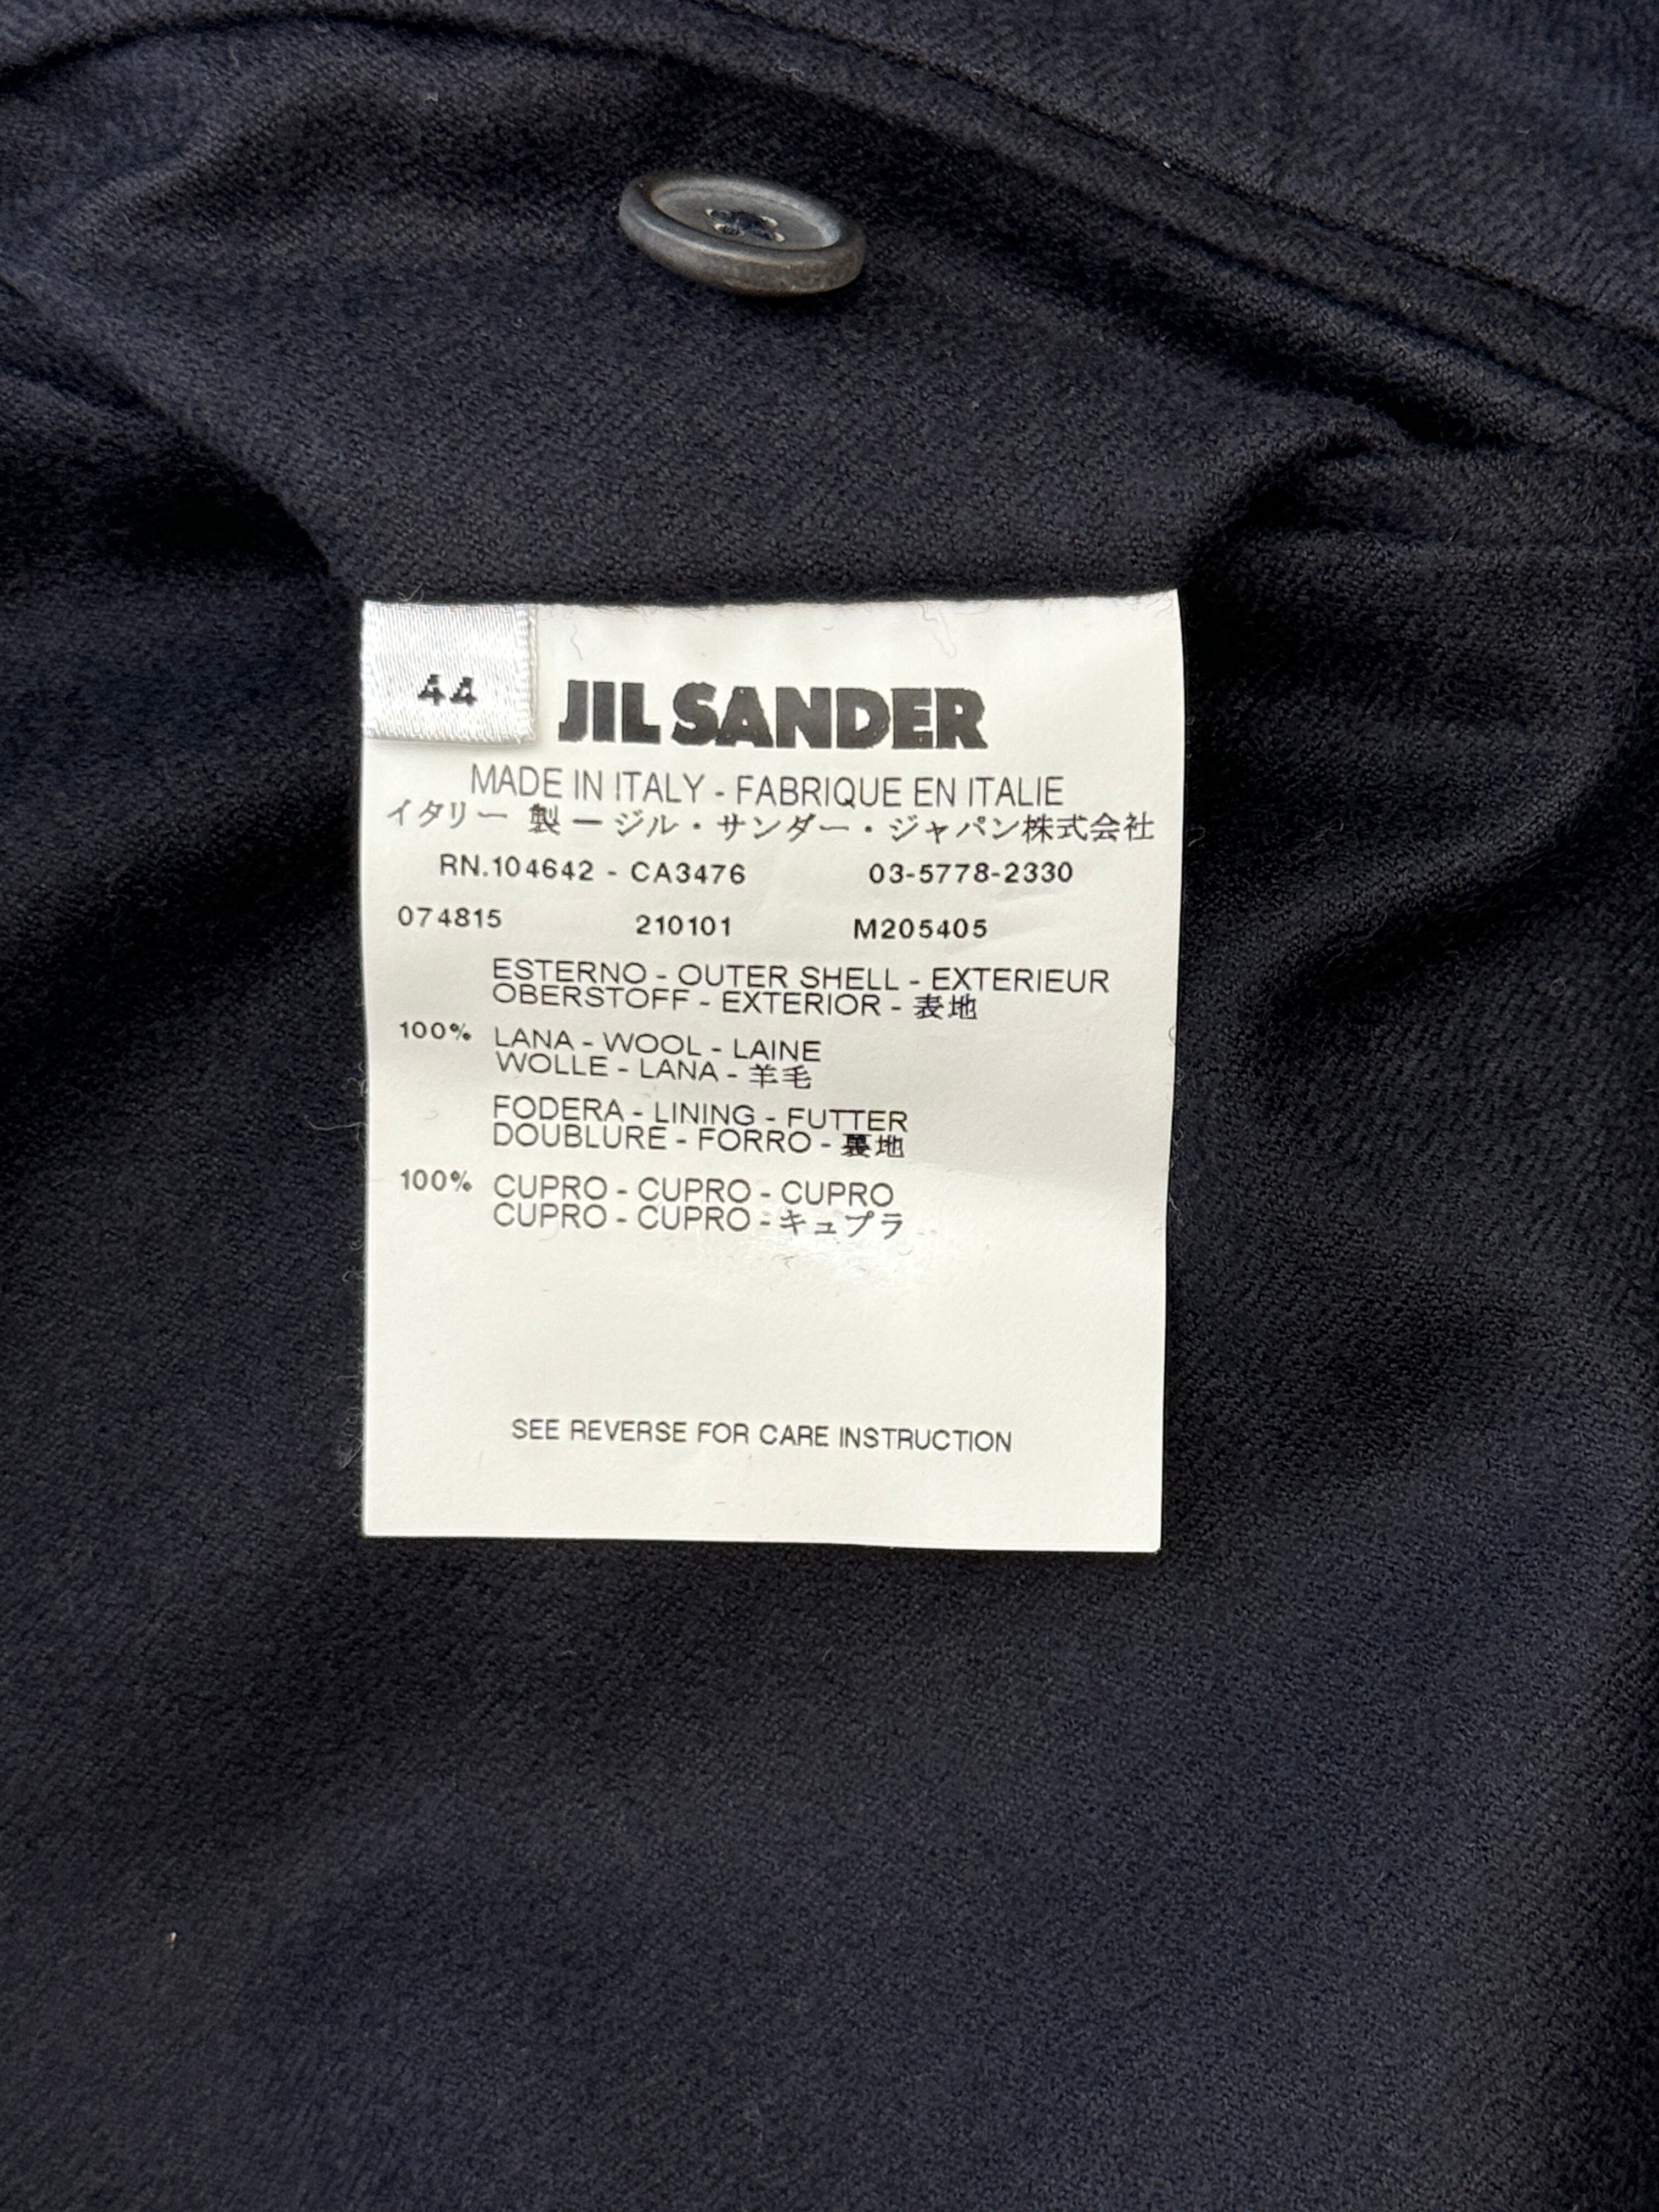 44
JIL SANDER
MADE IN ITALY - FABRIQUE EN ITALIE
イタリー 製 ー ジル・サンダー・ジャパン株式会社
RN.104642 - CA3476 03-5778-2330
074815 210101 M205405
ESTERNO - OUTER SHELL - EXTERIEUR
OBERSTOFF - EXTERIOR - 表地
100% LANA - WOOL - LAINE
WOLLE - LANA - 羊毛
FODERA - LINING - FUTTER
DOUBLURE - FORRO - 裏地
100% CUPRO - CUPRO - CUPRO
CUPRO - CUPRO - キュプラ
SEE REVERSE FOR CARE INSTRUCTION